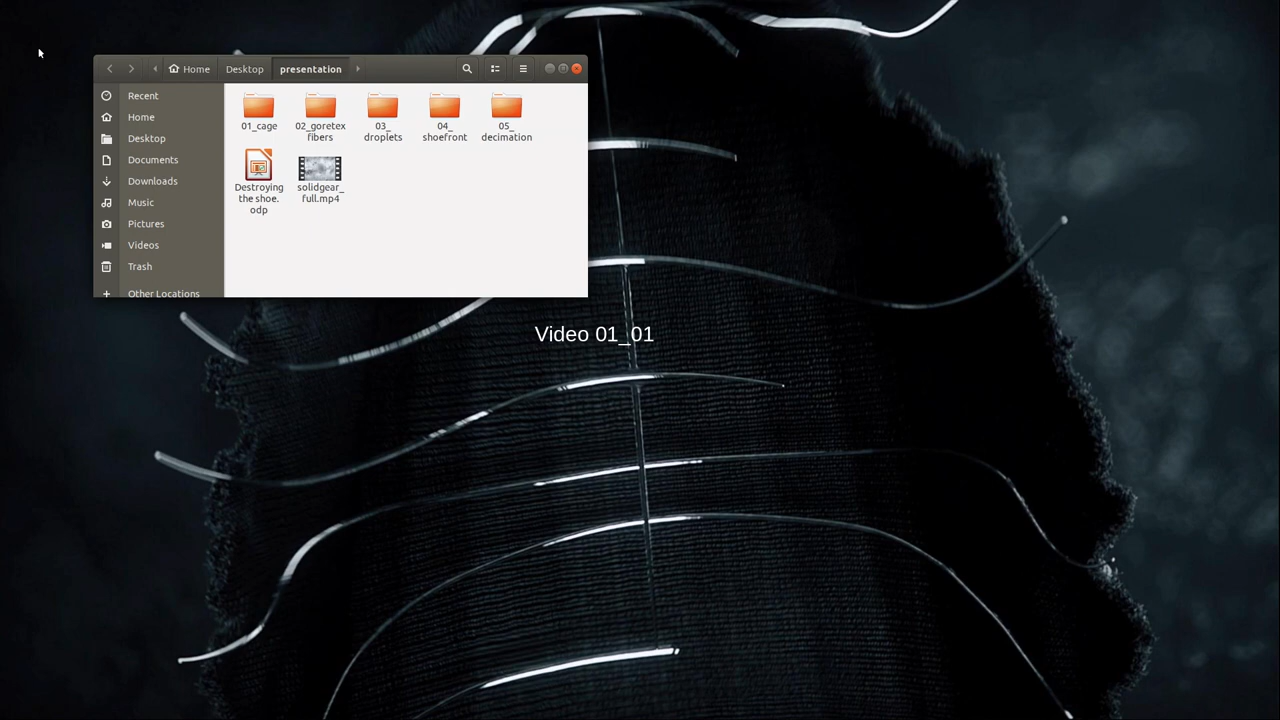 Home Desktop presentation
Recent
Home
Desktop
Documents
Downloads
Music
Pictures
Videos
Trash
Other Locations
01_cage
02_goretex
fibers
03_
droplets
04_
shoefront
05_
decimation
Destroying
the shoe.
odp
solidgear_
full.mp4
Video 01_01